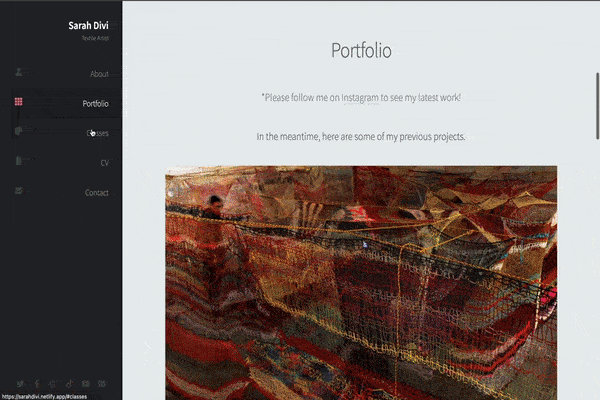 Sarah Divi
Textile Artist
About
Portfolio
Classes
CV
Contact
Portfolio
*Please follow me on Instagram to see my latest work!
In the meantime, here are some of my previous projects.
https://sarahdivi.netlify.app/#classes